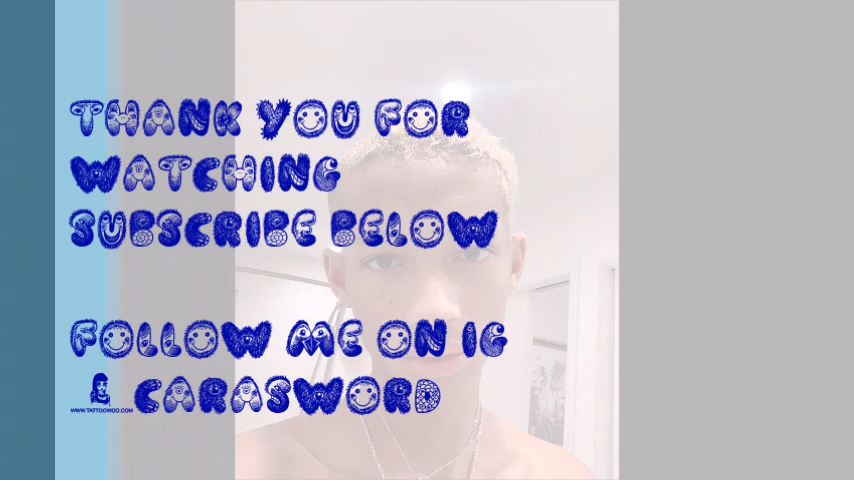 THANK YOU FOR
WATCHING
SUBSCRIBE BELOW
FOLLOW ME ON IG
WWW.TATTOOWOO.COM CARASWORD